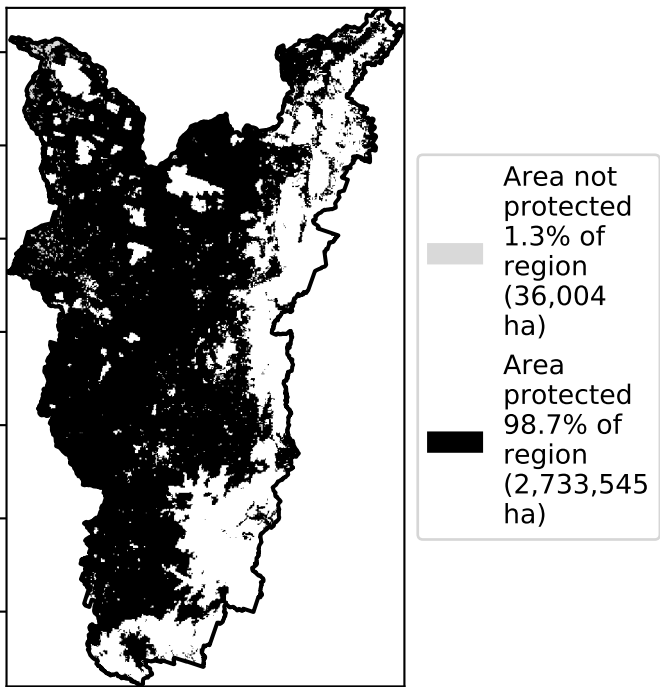 Area not
protected
1.3% of
region
(36,004
ha)
Area
protected
98.7% of
region
(2,733,545
ha)